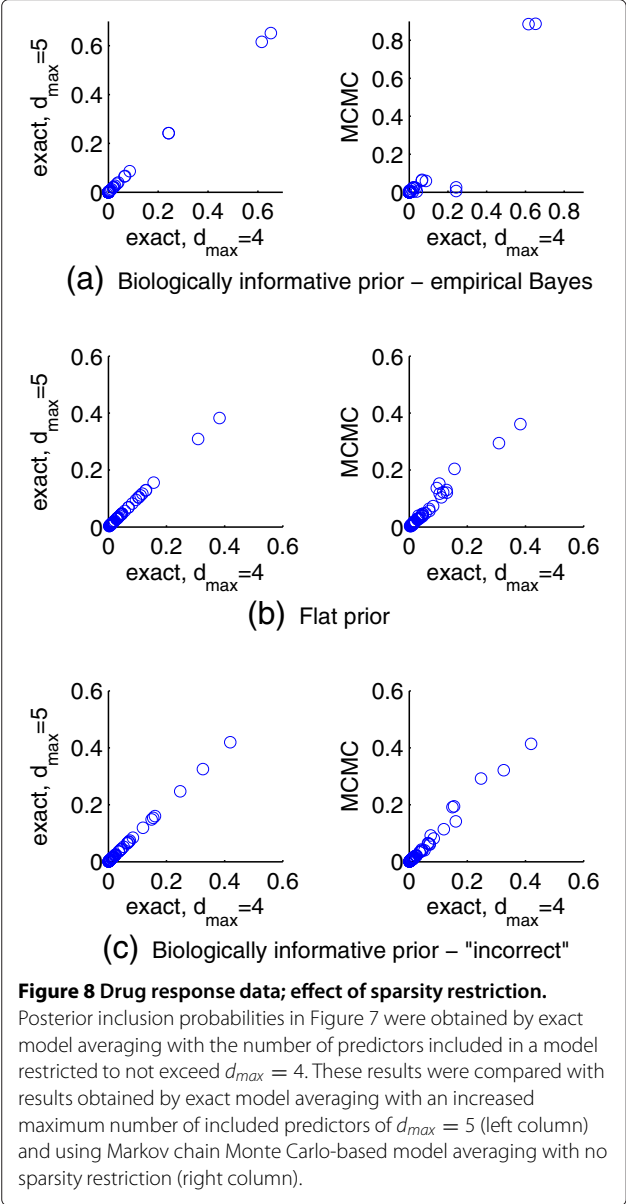 exact, d_max=5
0.6
0.4
0.2
0
0 0.2 0.4 0.6
exact, d_max=4
MCMC
0.8
0.6
0.4
0.2
0
0 0.2 0.4 0.6 0.8
exact, d_max=4
(a) Biologically informative prior – empirical Bayes
exact, d_max=5
0.6
0.4
0.2
0
0 0.2 0.4 0.6
exact, d_max=4
MCMC
0.6
0.4
0.2
0
0 0.2 0.4 0.6
exact, d_max=4
(b) Flat prior
exact, d_max=5
0.6
0.4
0.2
0
0 0.2 0.4 0.6
exact, d_max=4
MCMC
0.6
0.4
0.2
0
0 0.2 0.4 0.6
exact, d_max=4
(c) Biologically informative prior – "incorrect"
Figure 8 Drug response data; effect of sparsity restriction.
Posterior inclusion probabilities in Figure 7 were obtained by exact
model averaging with the number of predictors included in a model
restricted to not exceed d_max = 4. These results were compared with
results obtained by exact model averaging with an increased
maximum number of included predictors of d_max = 5 (left column)
and using Markov chain Monte Carlo-based model averaging with no
sparsity restriction (right column).